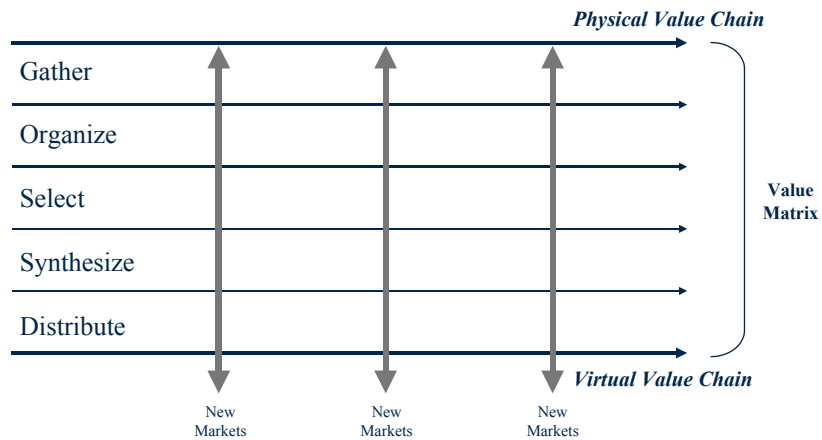 Physical Value Chain
Gather
Organize
Select
Value
Matrix
Synthesize
Distribute
Virtual Value Chain
New
Markets
New
Markets
New
Markets